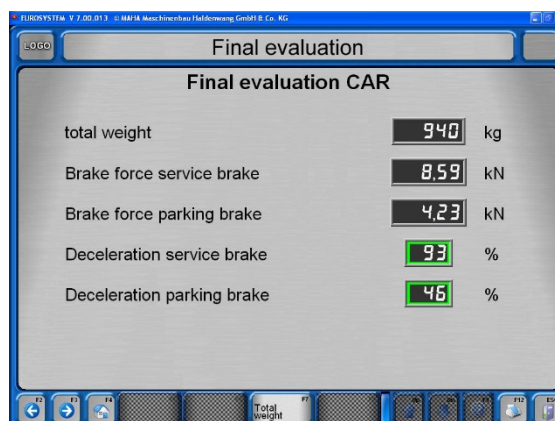 EUROSYSTEM V 7.00.013 © MAHA Maschinenbau Haldenwang GmbH & Co. KG
LOGO
Final evaluation
Final evaluation CAR
total weight 940 kg
Brake force service brake 8,59 kN
Brake force parking brake 4,23 kN
Deceleration service brake 93 %
Deceleration parking brake 46 %
F2 F3 F4 F7 F12 ESC
Total
weight